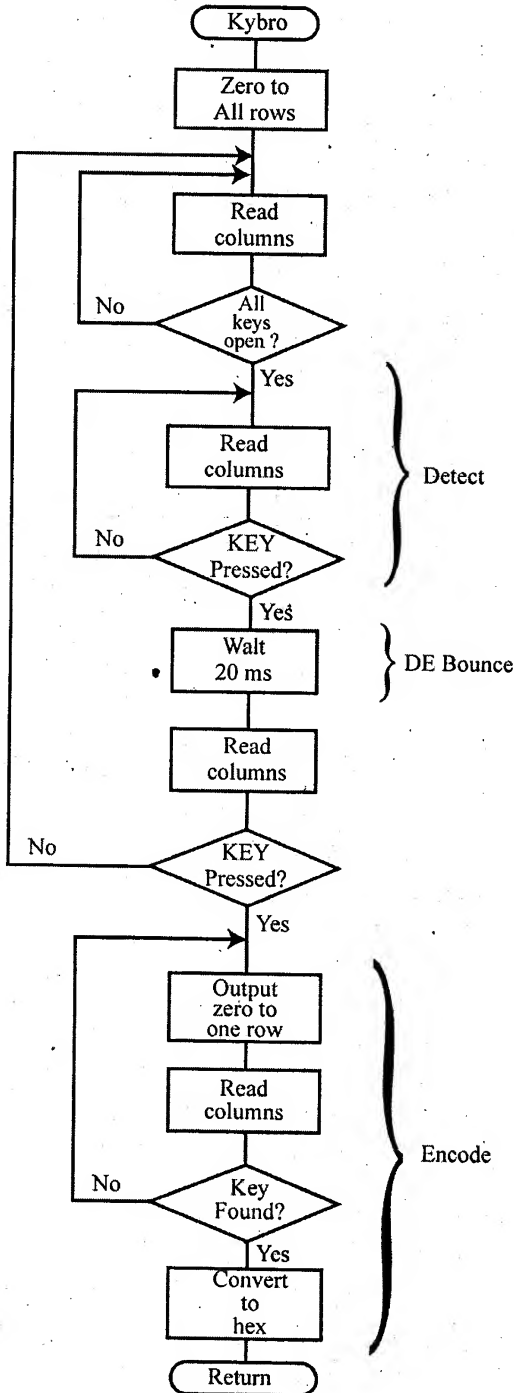 Kybro
Zero to
All rows
Read
columns
No
All
keys
open ?
Yes
Read
columns
Detect
No
KEY
Pressed?
Yes
Walt
20 ms
DE Bounce
Read
columns
No
KEY
Pressed?
Yes
Output
zero to
one row
Read
columns
Encode
No
Key
Found?
Yes
Convert
to
hex
Return